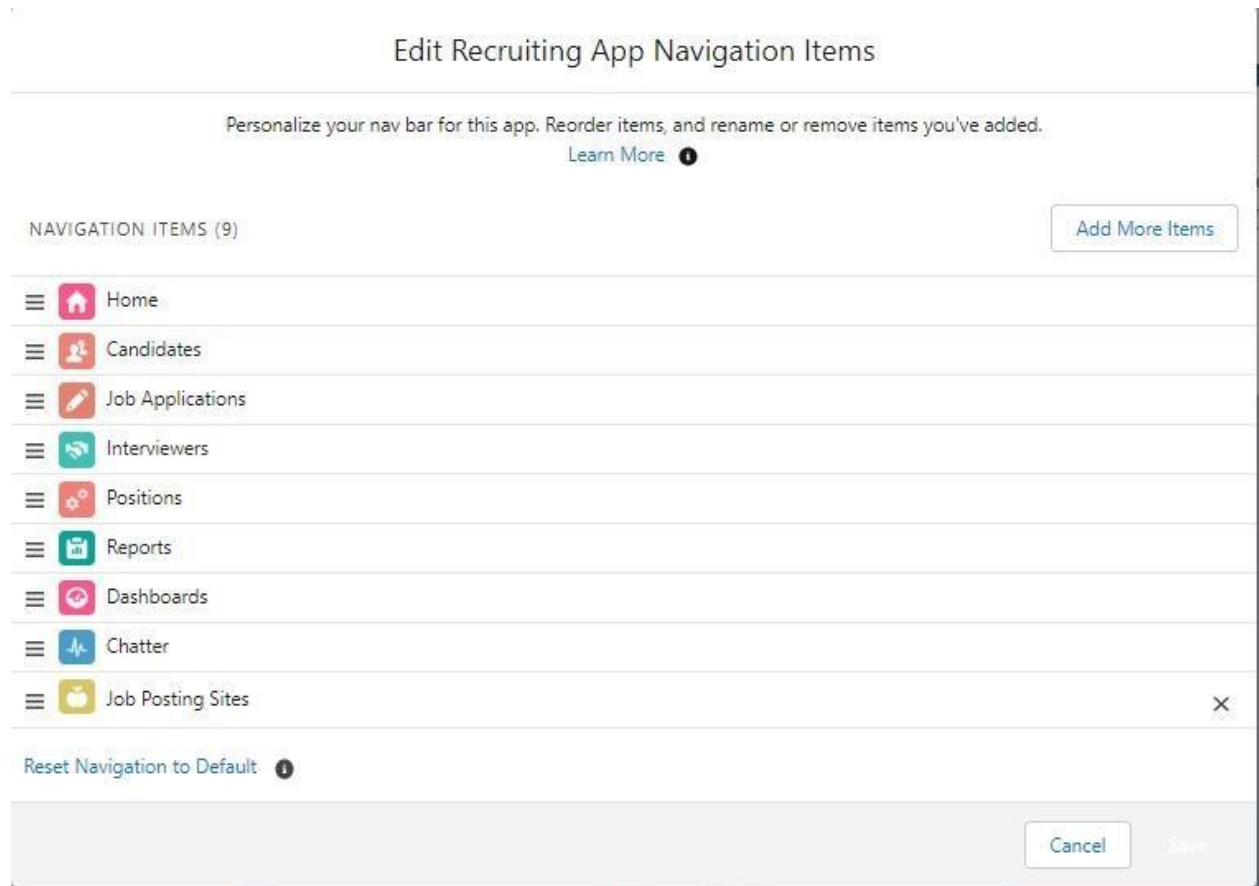 Edit Recruiting App Navigation Items
Personalize your nav bar for this app. Reorder items, and rename or remove items you've added.
Learn More
NAVIGATION ITEMS (9)
Add More Items
Home
Candidates
Job Applications
Interviewers
Positions
Reports
Dashboards
Chatter
Job Posting Sites
Reset Navigation to Default
Cancel
Save